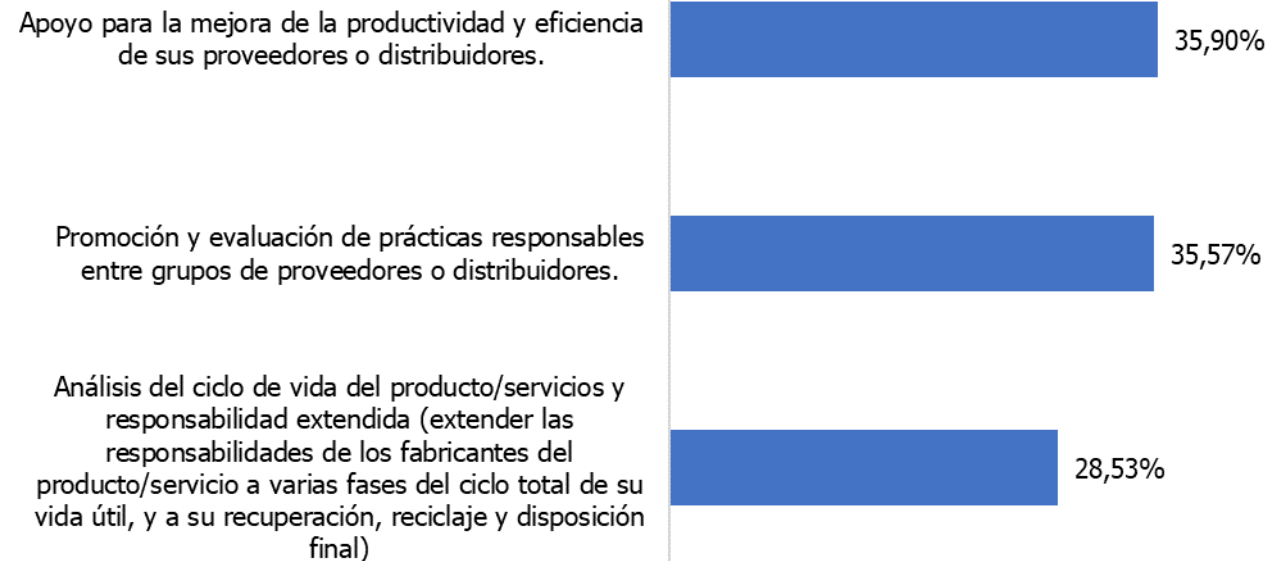 Apoyo para la mejora de la productividad y eficiencia
de sus proveedores o distribuidores.
35,90%
Promoción y evaluación de prácticas responsables
entre grupos de proveedores o distribuidores.
35,57%
Análisis del ciclo de vida del producto/servicios y
responsabilidad extendida (extender las
responsabilidades de los fabricantes del
producto/servicio a varias fases del ciclo total de su
vida útil, y a su recuperación, reciclaje y disposición
final)
28,53%